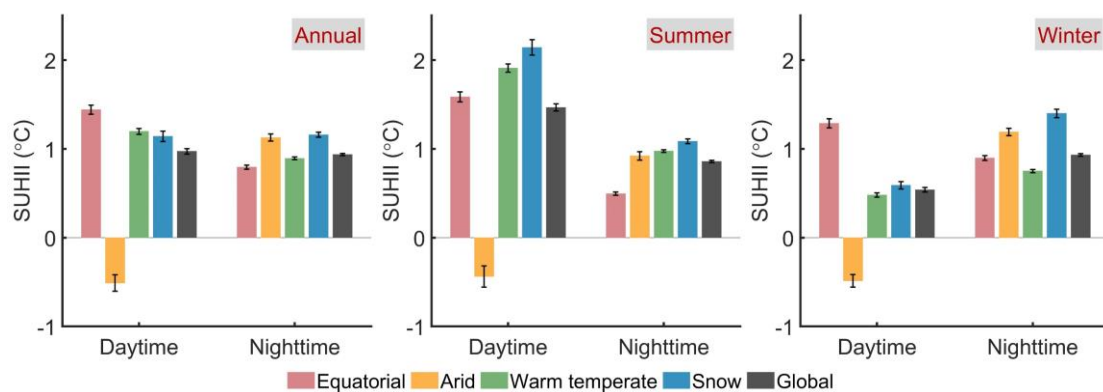 Annual
Summer
Winter
SUHII (°C)
2
1
0
-1
Daytime
Nighttime
SUHII (°C)
2
1
0
-1
Daytime
Nighttime
SUHII (°C)
2
1
0
-1
Daytime
Nighttime
Equatorial Arid Warm temperate Snow Global